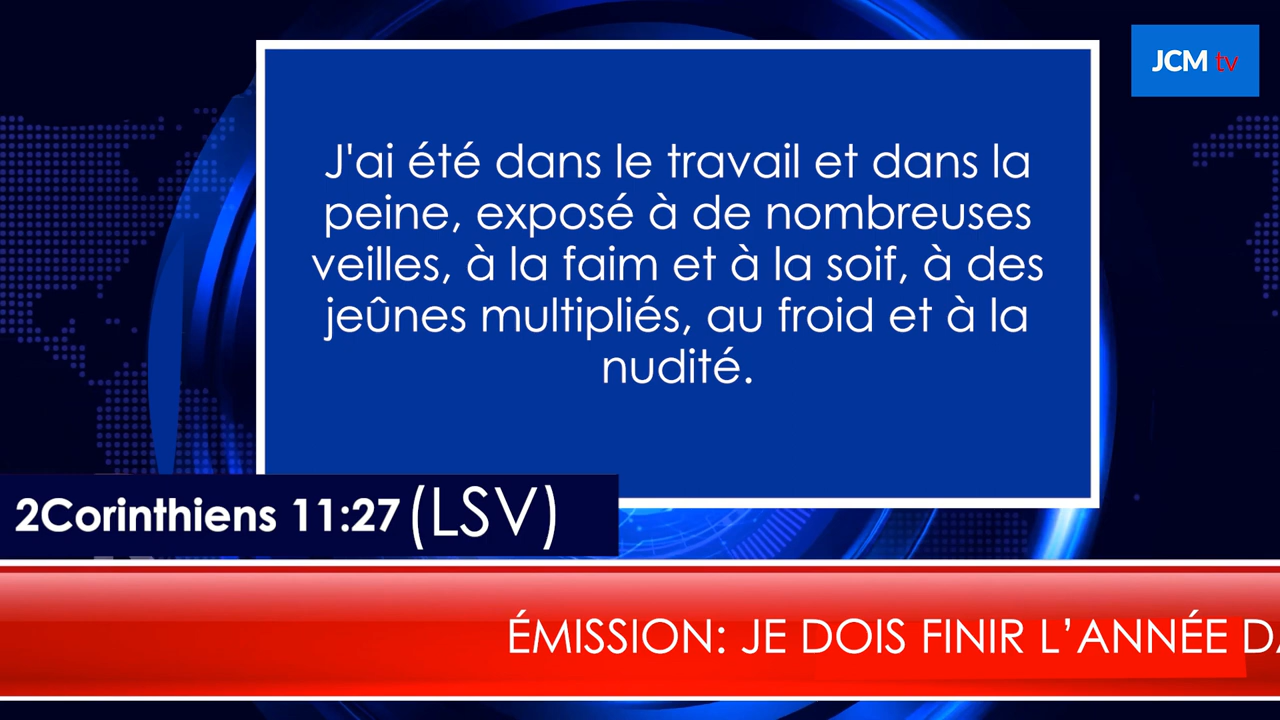 JCM tv
J'ai été dans le travail et dans la
peine, exposé à de nombreuses
veilles, à la faim et à la soif, à des
jeûnes multipliés, au froid et à la
nudité.
2Corinthiens 11:27 (LSV)
ÉMISSION: JE DOIS FINIR L’ANNÉE